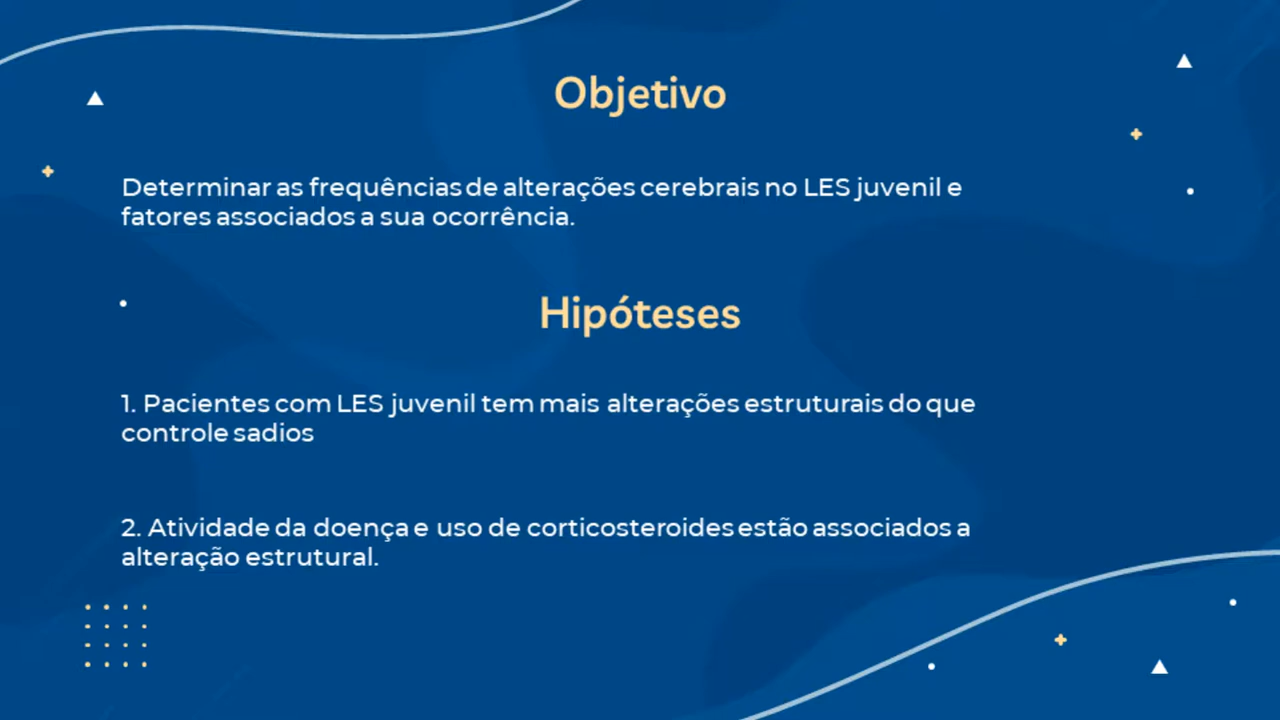 Objetivo
Determinar as frequências de alterações cerebrais no LES juvenil e
fatores associados a sua ocorrência.
Hipóteses
1. Pacientes com LES juvenil tem mais alterações estruturais do que
controle sadios
2. Atividade da doença e uso de corticosteroides estão associados a
alteração estrutural.